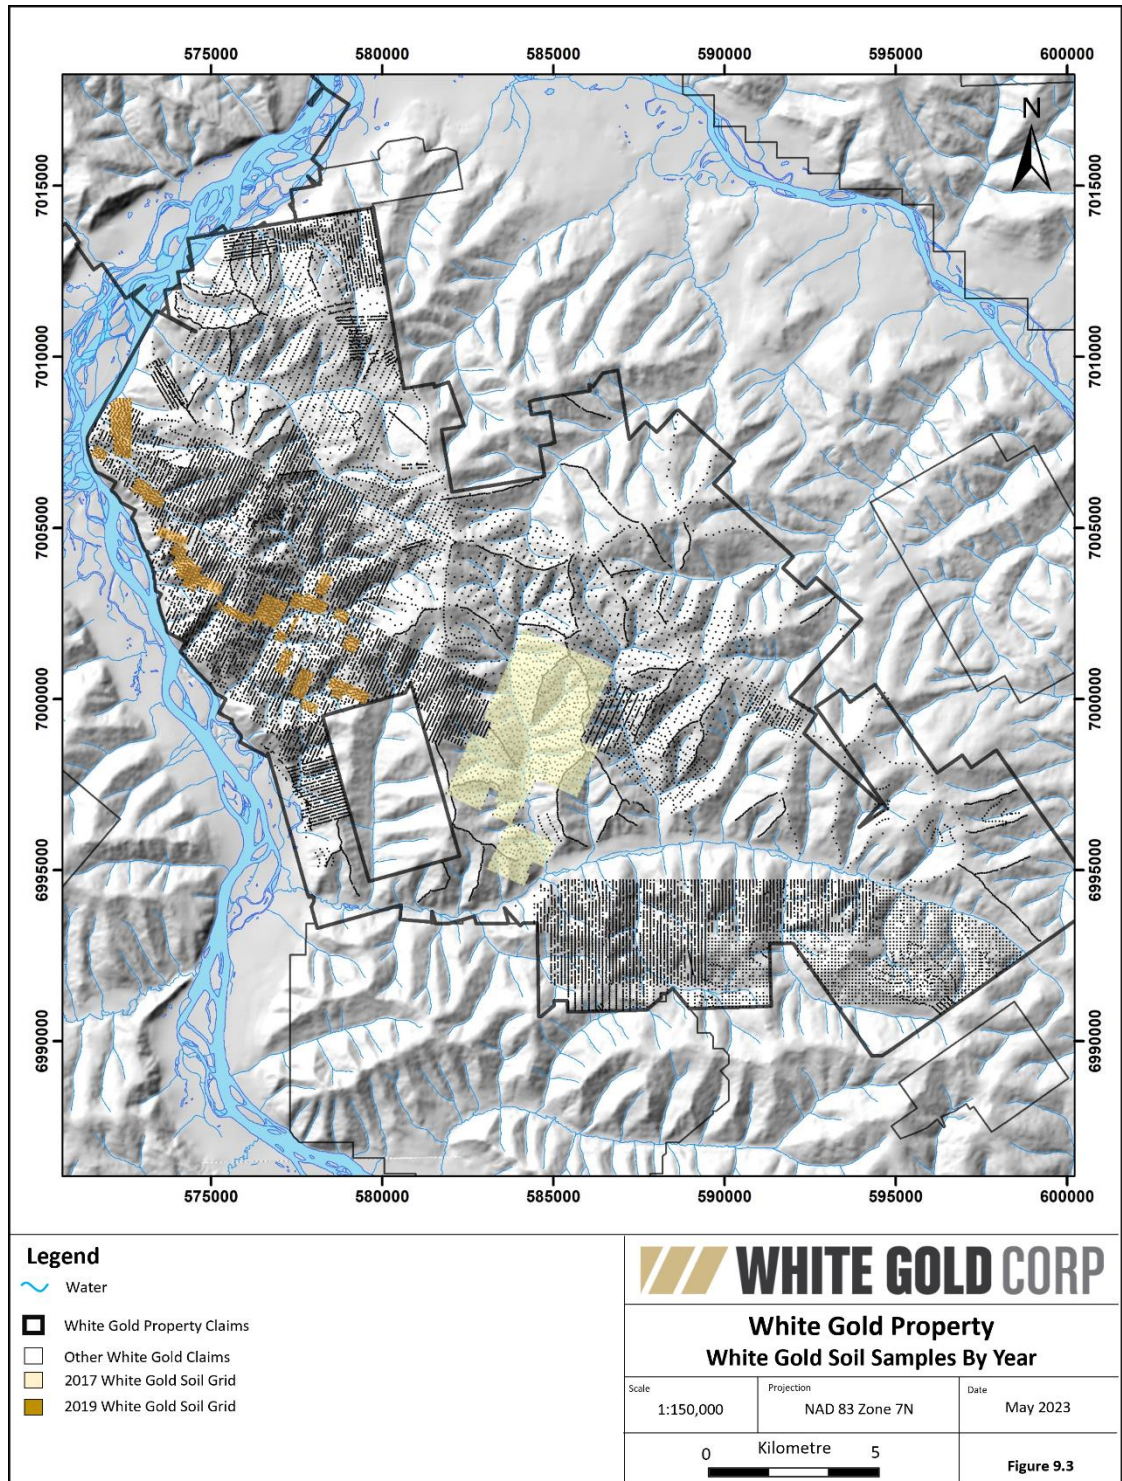 575000 580000 585000 590000 595000 600000
N
7015000 7015000
7010000 7010000
7005000 7005000
7000000 7000000
6995000 6995000
6990000 6990000
575000 580000 585000 590000 595000 600000
Legend
Water
White Gold Property Claims
Other White Gold Claims
2017 White Gold Soil Grid
2019 White Gold Soil Grid
WHITE GOLD CORP
White Gold Property
White Gold Soil Samples By Year
Scale
1:150,000
Projection
NAD 83 Zone 7N
Date
May 2023
0 Kilometre 5
Figure 9.3